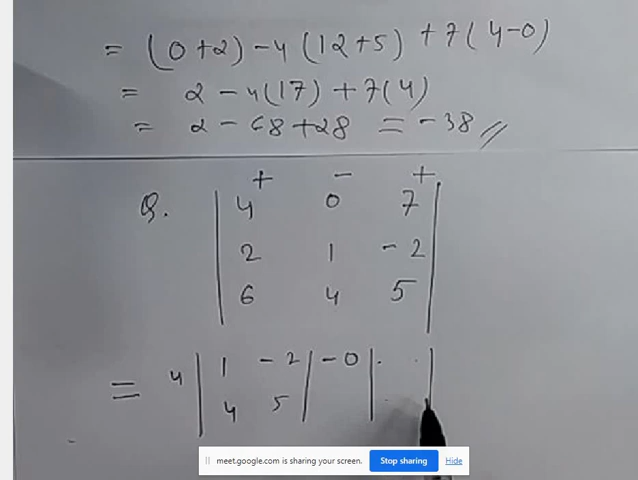 = (0+2) - 4 (12+5) + 7 (4-0)
= 2 - 4(17) + 7(4)
= 2 - 68 + 28 = -38 //
+ - +
Q. | 4 0 7 |
| 2 1 -2 |
| 6 4 5 |
= 4 | 1 -2 | - 0 | . . |
| 4 5 | | . |
meet.google.com is sharing your screen. Stop sharing Hide